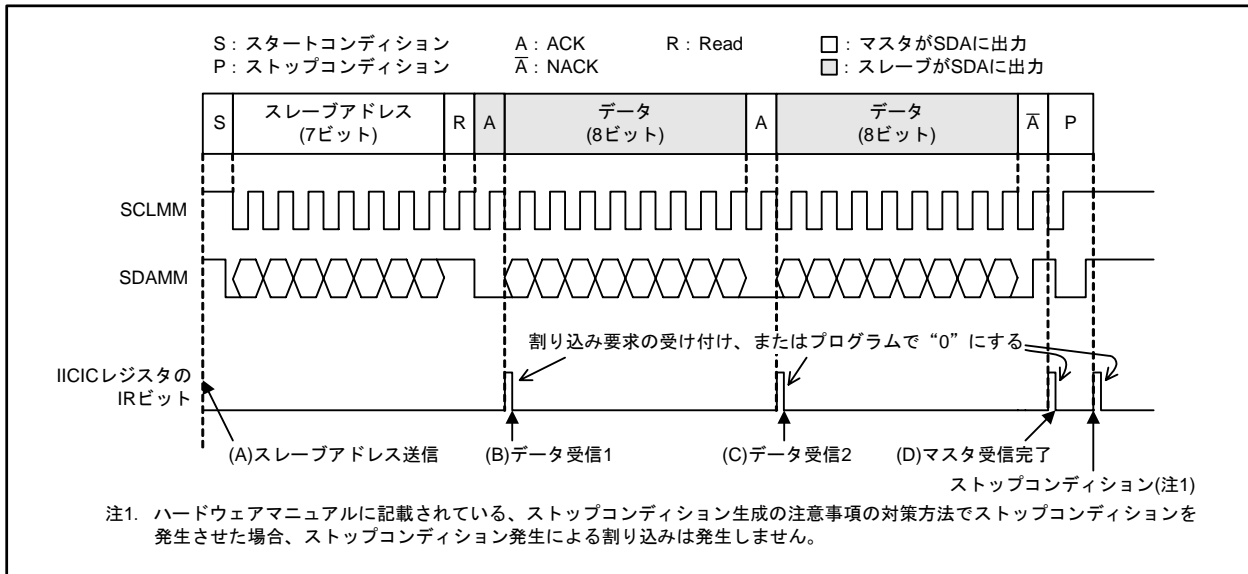 S：スタートコンディション　A：ACK　R：Read　□：マスタがSDAに出力
P：ストップコンディション　A̅：NACK　□：スレーブがSDAに出力
S　スレーブアドレス　R　A　データ　A　データ　A̅　P
(7ビット)　(8ビット)　(8ビット)
SCLMM
SDAMM
割り込み要求の受け付け、またはプログラムで“0”にする
IICICレジスタの
IRビット
(A)スレーブアドレス送信　(B)データ受信1　(C)データ受信2　(D)マスタ受信完了
ストップコンディション(注1)
注1.　ハードウェアマニュアルに記載されている、ストップコンディション生成の注意事項の対策方法でストップコンディションを
発生させた場合、ストップコンディション発生による割り込みは発生しません。